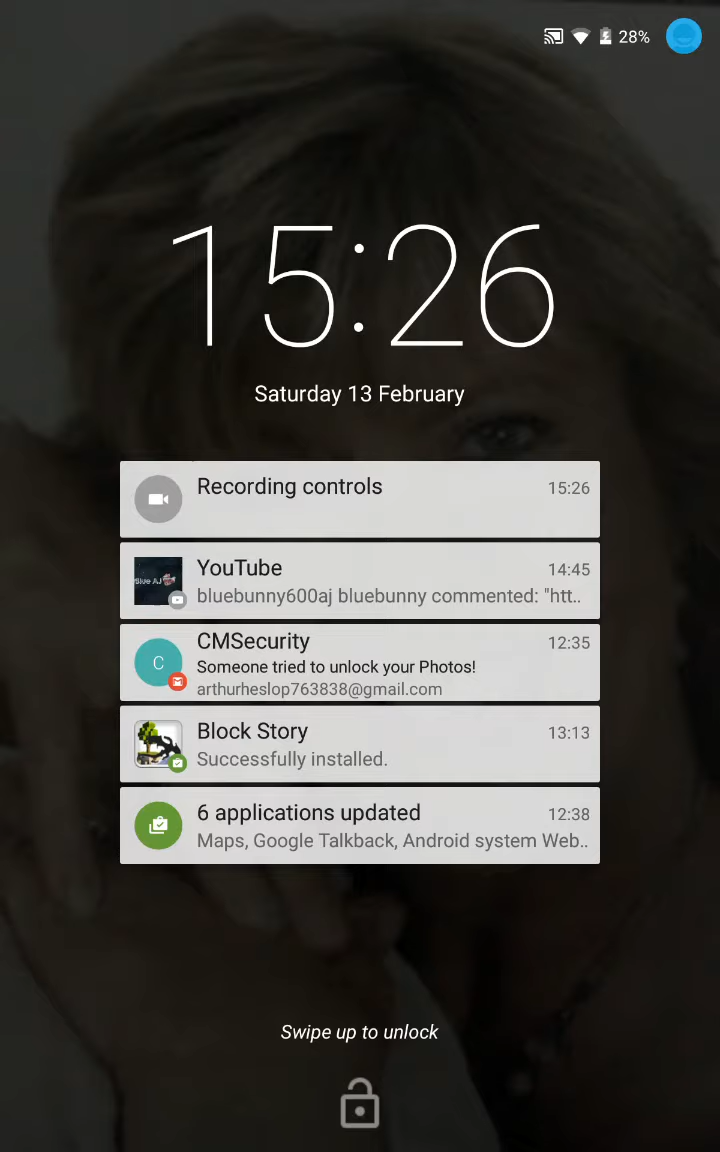 28%
15:26
Saturday 13 February
Recording controls 15:26
YouTube 14:45
bluebunny600aj bluebunny commented: "htt..
Blue AJ
C
CMSecurity 12:35
Someone tried to unlock your Photos!
arthurheslop763838@gmail.com
Block Story 13:13
Successfully installed.
6 applications updated 12:38
Maps, Google Talkback, Android system Web..
Swipe up to unlock